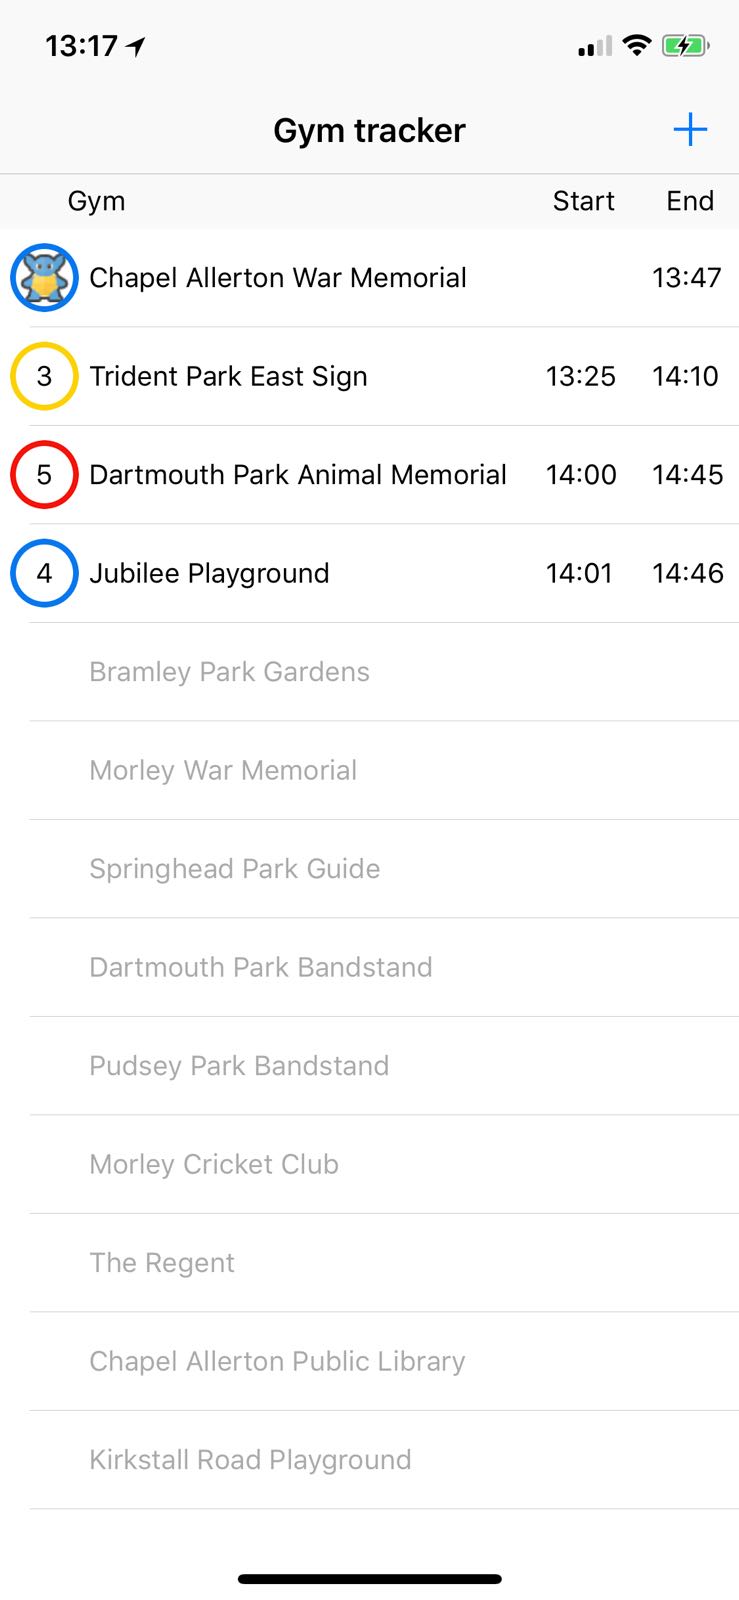 13:17
Gym tracker
Gym Start End
Chapel Allerton War Memorial 13:47
3 Trident Park East Sign 13:25 14:10
5 Dartmouth Park Animal Memorial 14:00 14:45
4 Jubilee Playground 14:01 14:46
Bramley Park Gardens
Morley War Memorial
Springhead Park Guide
Dartmouth Park Bandstand
Pudsey Park Bandstand
Morley Cricket Club
The Regent
Chapel Allerton Public Library
Kirkstall Road Playground